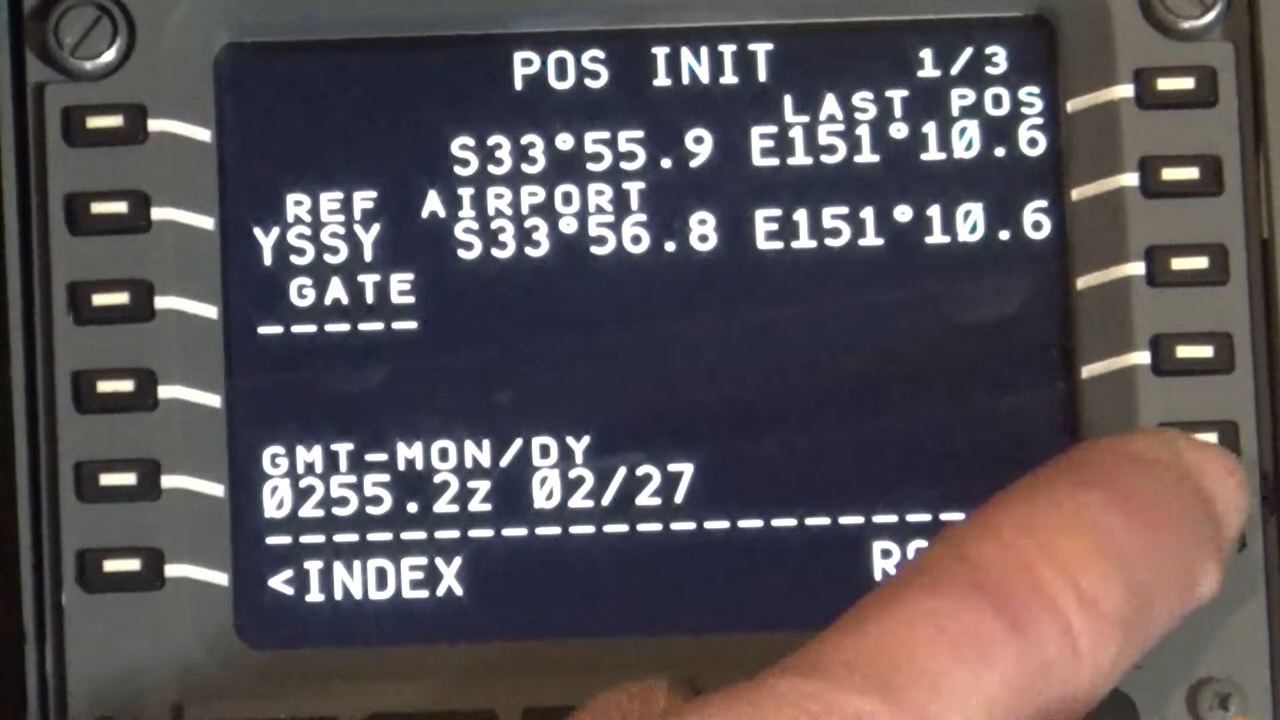 POS INIT 1/3
LAST POS
S33°55.9 E151°10.6
REF AIRPORT
YSSY S33°56.8 E151°10.6
GATE
-----
GMT-MON/DY
0255.2z 02/27
<INDEX